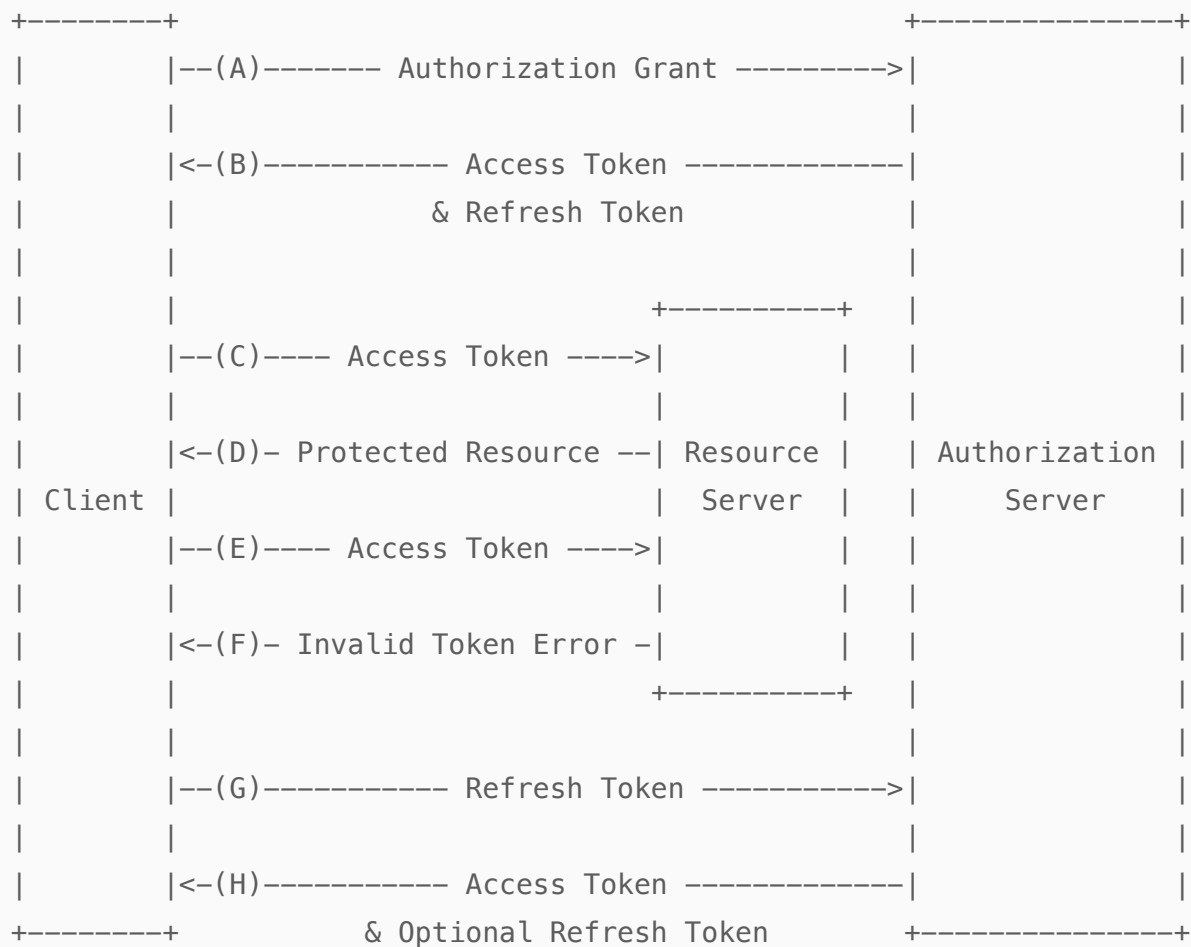 +--------+                                           +---------------+
|        |--(A)------- Authorization Grant --------->|               |
|        |                                           |               |
|        |<-(B)----------- Access Token -------------|               |
|        |               & Refresh Token             |               |
|        |                                           |               |
|        |                            +----------+   |               |
|        |--(C)---- Access Token ---->|          |   |               |
|        |                            |          |   |               |
|        |<-(D)- Protected Resource --| Resource |   | Authorization |
| Client |                            |  Server  |   |     Server    |
|        |--(E)---- Access Token ---->|          |   |               |
|        |                            |          |   |               |
|        |<-(F)- Invalid Token Error -|          |   |               |
|        |                            +----------+   |               |
|        |                                           |               |
|        |--(G)----------- Refresh Token ----------->|               |
|        |                                           |               |
|        |<-(H)----------- Access Token -------------|               |
+--------+           & Optional Refresh Token        +---------------+